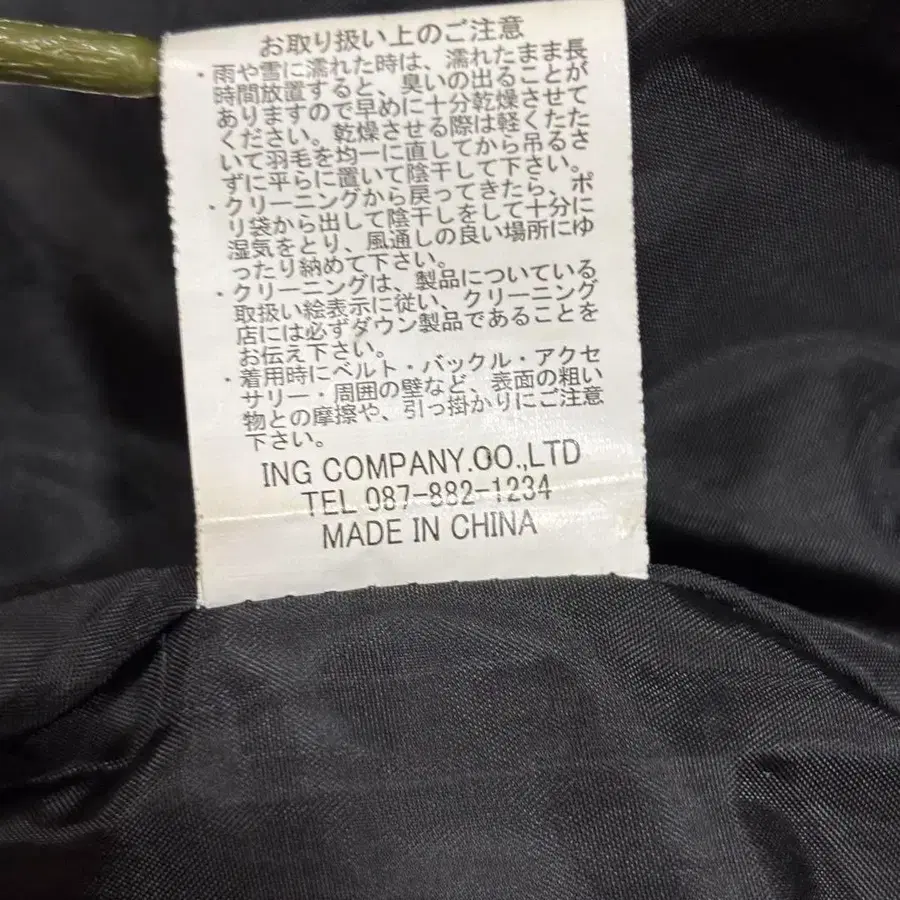 お取り扱い上のご注意
・雨や雪に濡れた時は、濡れたまま長
時間放置すると、臭いの出ることが
ありますので早めに十分乾燥させて
ください。乾燥させる際は軽くたた
いて羽毛を均一に直してから吊るさ
ずに平らに置いて陰干して下さい。
・クリーニングから戻ってきたら、ポ
リ袋から出して陰干しをして十分に
湿気をとり、風通しの良い場所にゆ
ったり納めて下さい。
・クリーニングは、製品についている
取扱い絵表示に従い、クリーニング
店には必ずダウン製品であることを
お伝え下さい。
・着用時にベルト・バックル・アクセ
サリー・周囲の壁など、表面の粗い
物との摩擦や、引っ掛かりにご注意
下さい。
ING COMPANY.OO.,LTD
TEL 087-882-1234
MADE IN CHINA